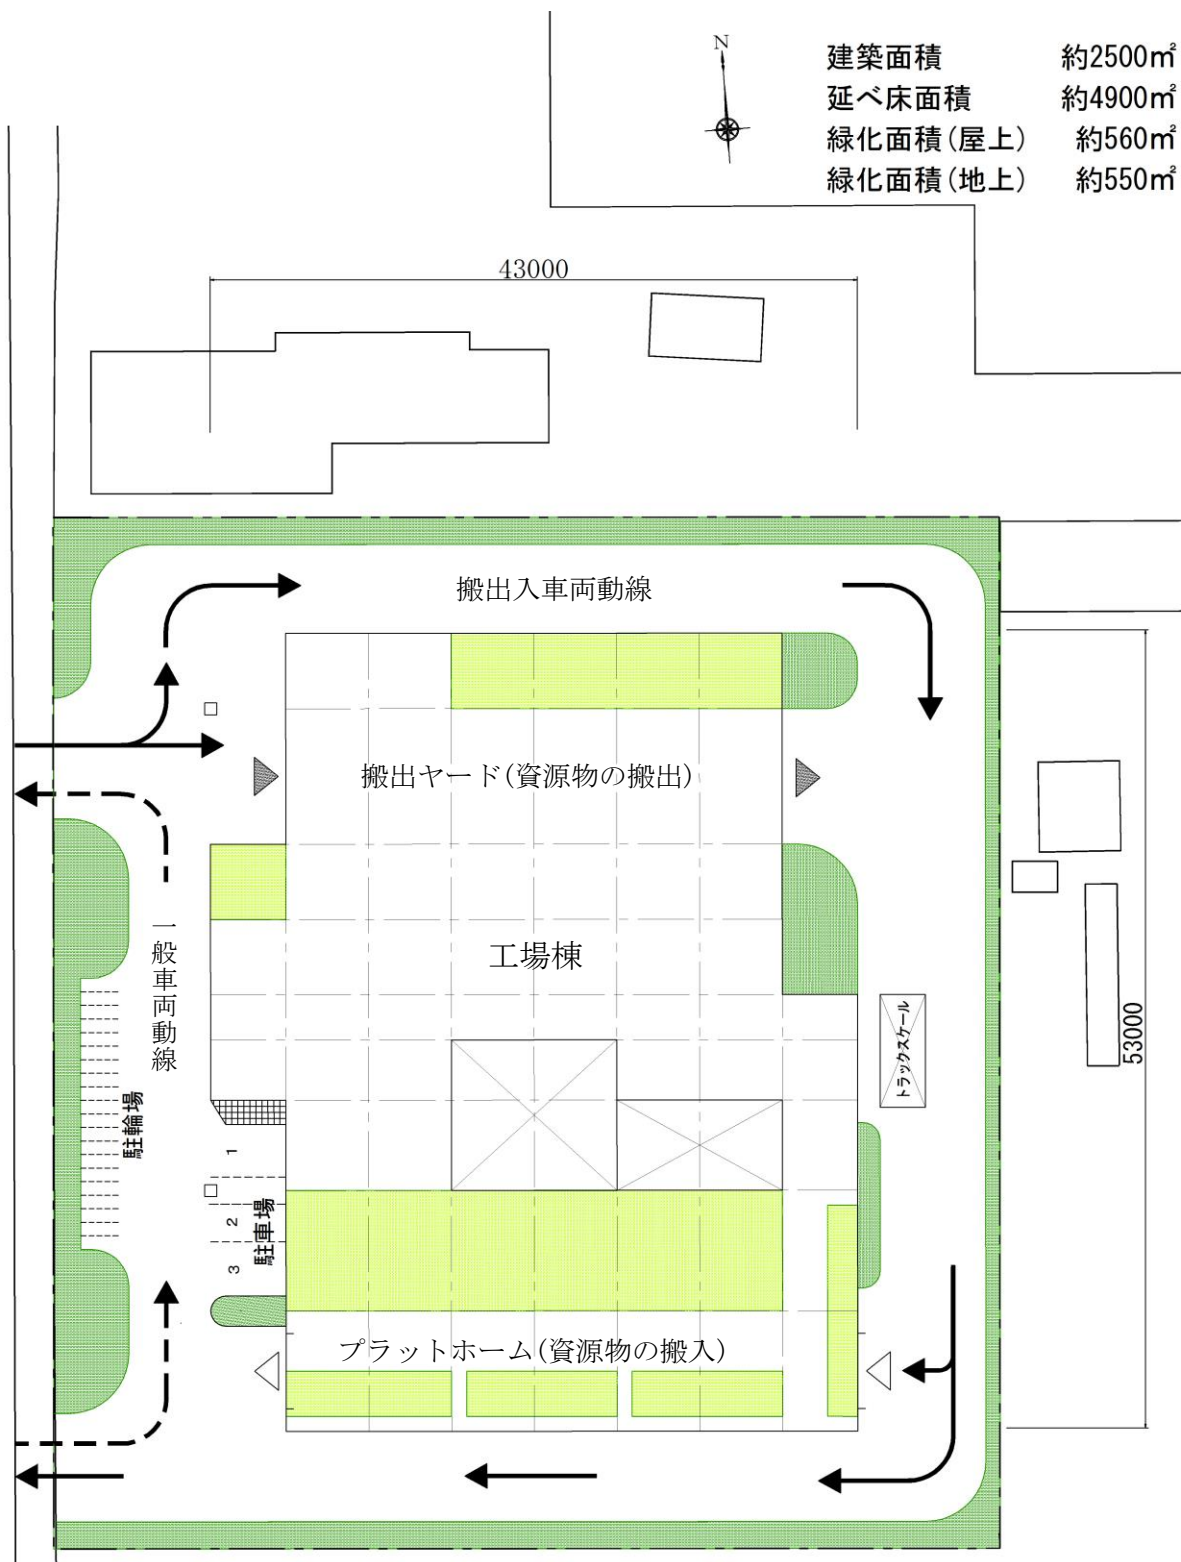 N
建築面積 約2500㎡
延べ床面積 約4900㎡
緑化面積(屋上) 約560㎡
緑化面積(地上) 約550㎡
43000
搬出入車両動線
搬出ヤード(資源物の搬出)
一般車両動線
工場棟
トラックスケール
53000
駐輪場
1
2
3
駐車場
プラットホーム(資源物の搬入)